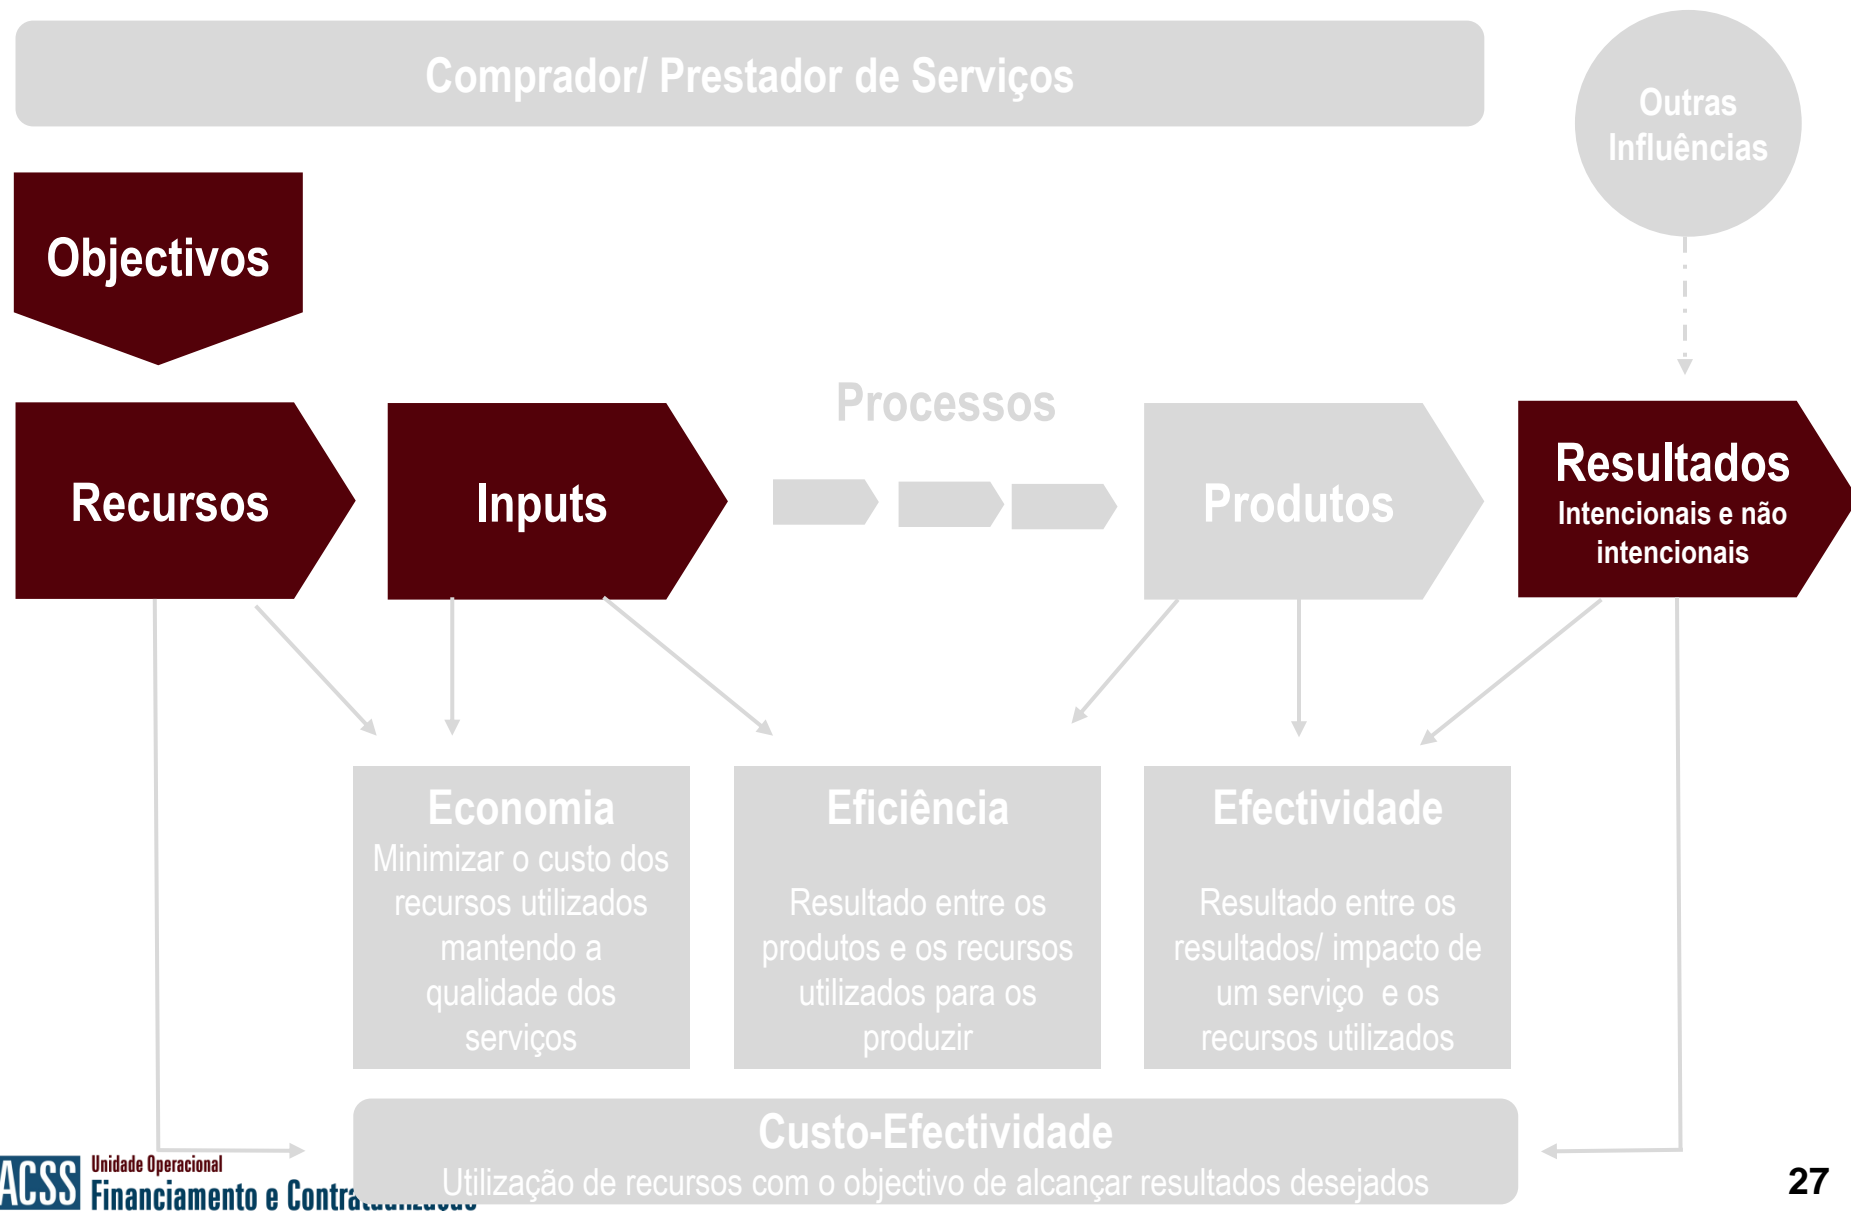 Comprador/ Prestador de Serviços
Outras
Influências
Objectivos
Processos
Recursos
Inputs
Produtos
Resultados
Intencionais e não
intencionais
Economia
Minimizar o custo dos
recursos utilizados
mantendo a
qualidade dos
serviços
Eficiência
Resultado entre os
produtos e os recursos
utilizados para os
produzir
Efectividade
Resultado entre os
resultados/ impacto de
um serviço e os
recursos utilizados
Custo-Efectividade
Utilização de recursos com o objectivo de alcançar resultados desejados
ACSS
Unidade Operacional
Financiamento e Contratualização
27